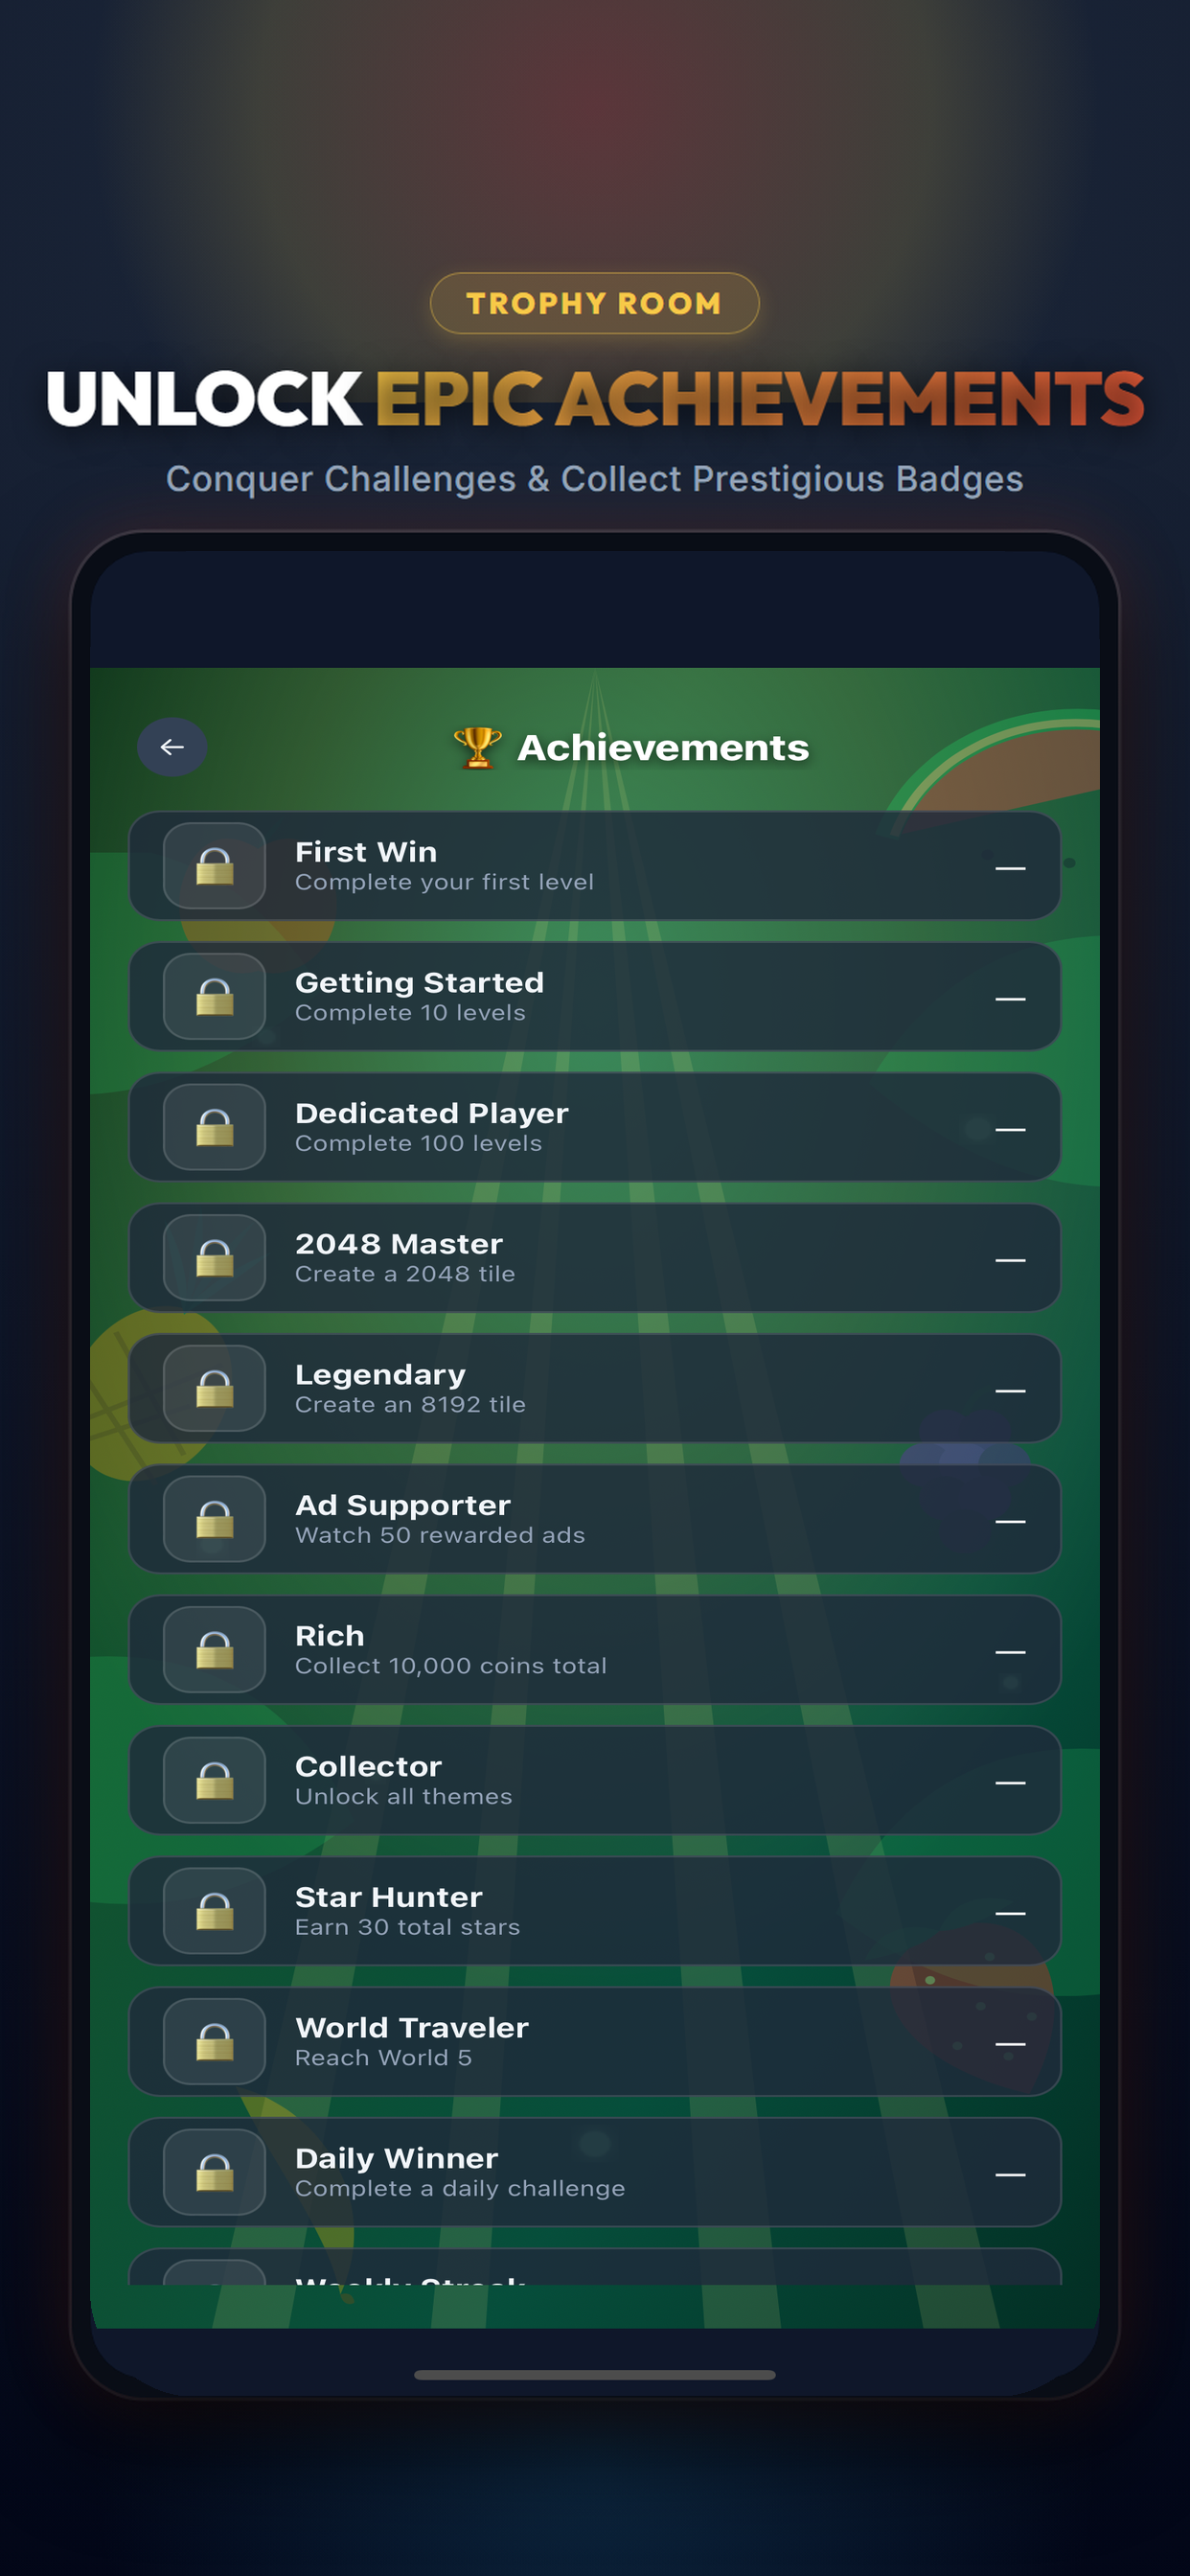 TROPHY ROOM
UNLOCK EPIC ACHIEVEMENTS
Conquer Challenges & Collect Prestigious Badges
🏆 Achievements
First Win
Complete your first level
—
Getting Started
Complete 10 levels
—
Dedicated Player
Complete 100 levels
—
2048 Master
Create a 2048 tile
—
Legendary
Create an 8192 tile
—
Ad Supporter
Watch 50 rewarded ads
—
Rich
Collect 10,000 coins total
—
Collector
Unlock all themes
—
Star Hunter
Earn 30 total stars
—
World Traveler
Reach World 5
—
Daily Winner
Complete a daily challenge
—
Weekly Streak